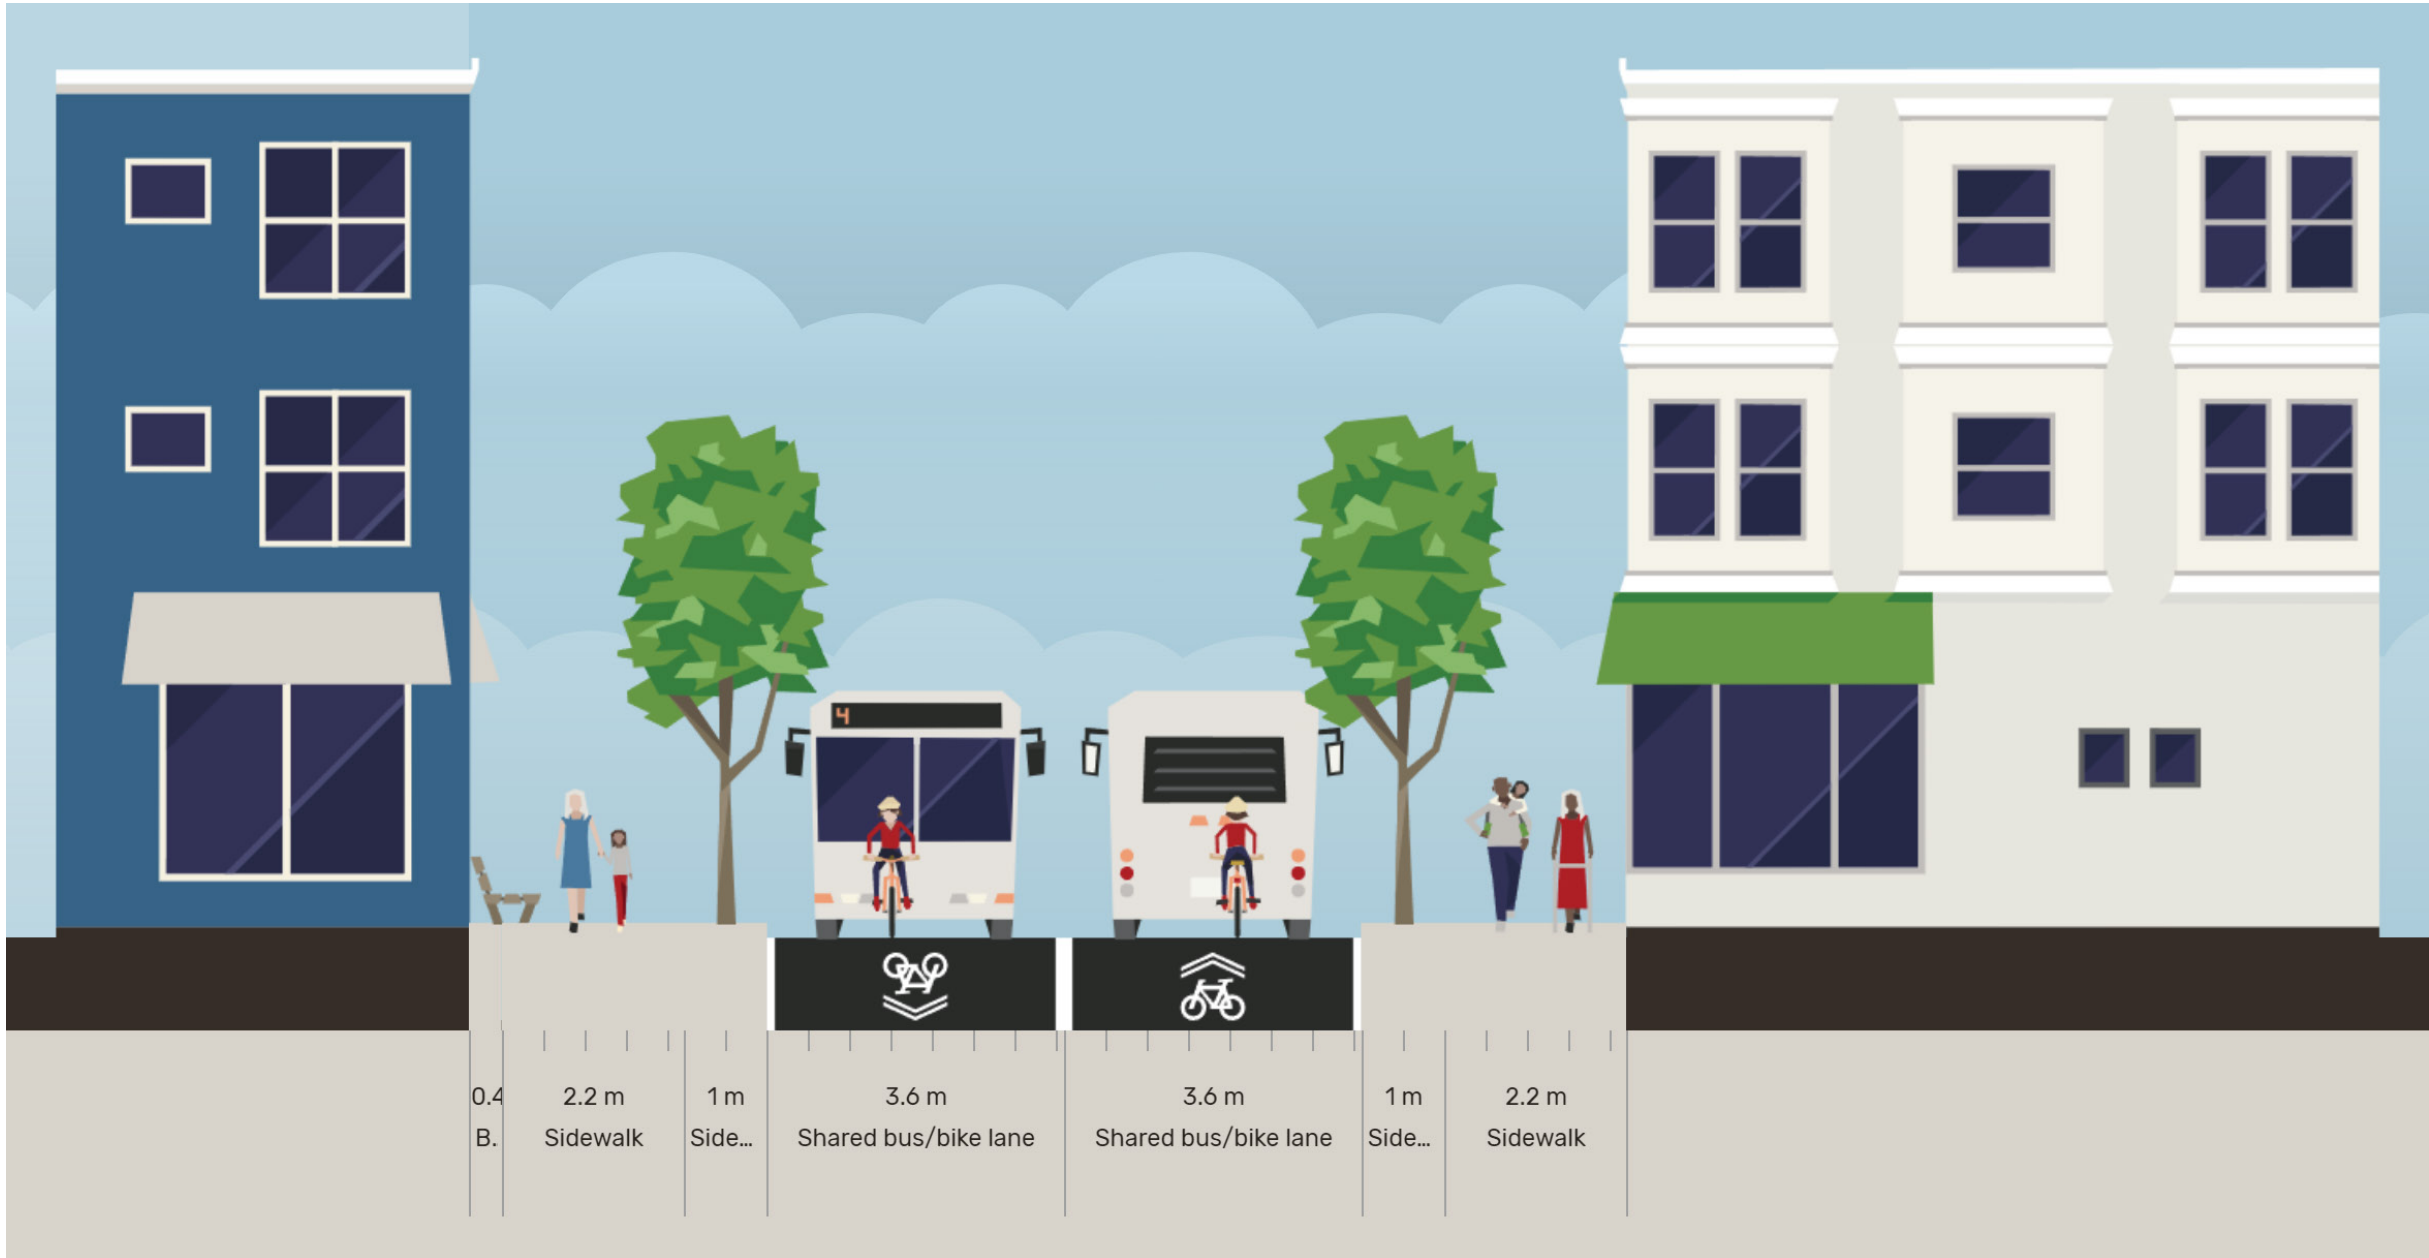 4
0.4 2.2 m 1 m 3.6 m 3.6 m 1 m 2.2 m
B. Sidewalk Side... Shared bus/bike lane Shared bus/bike lane Side... Sidewalk